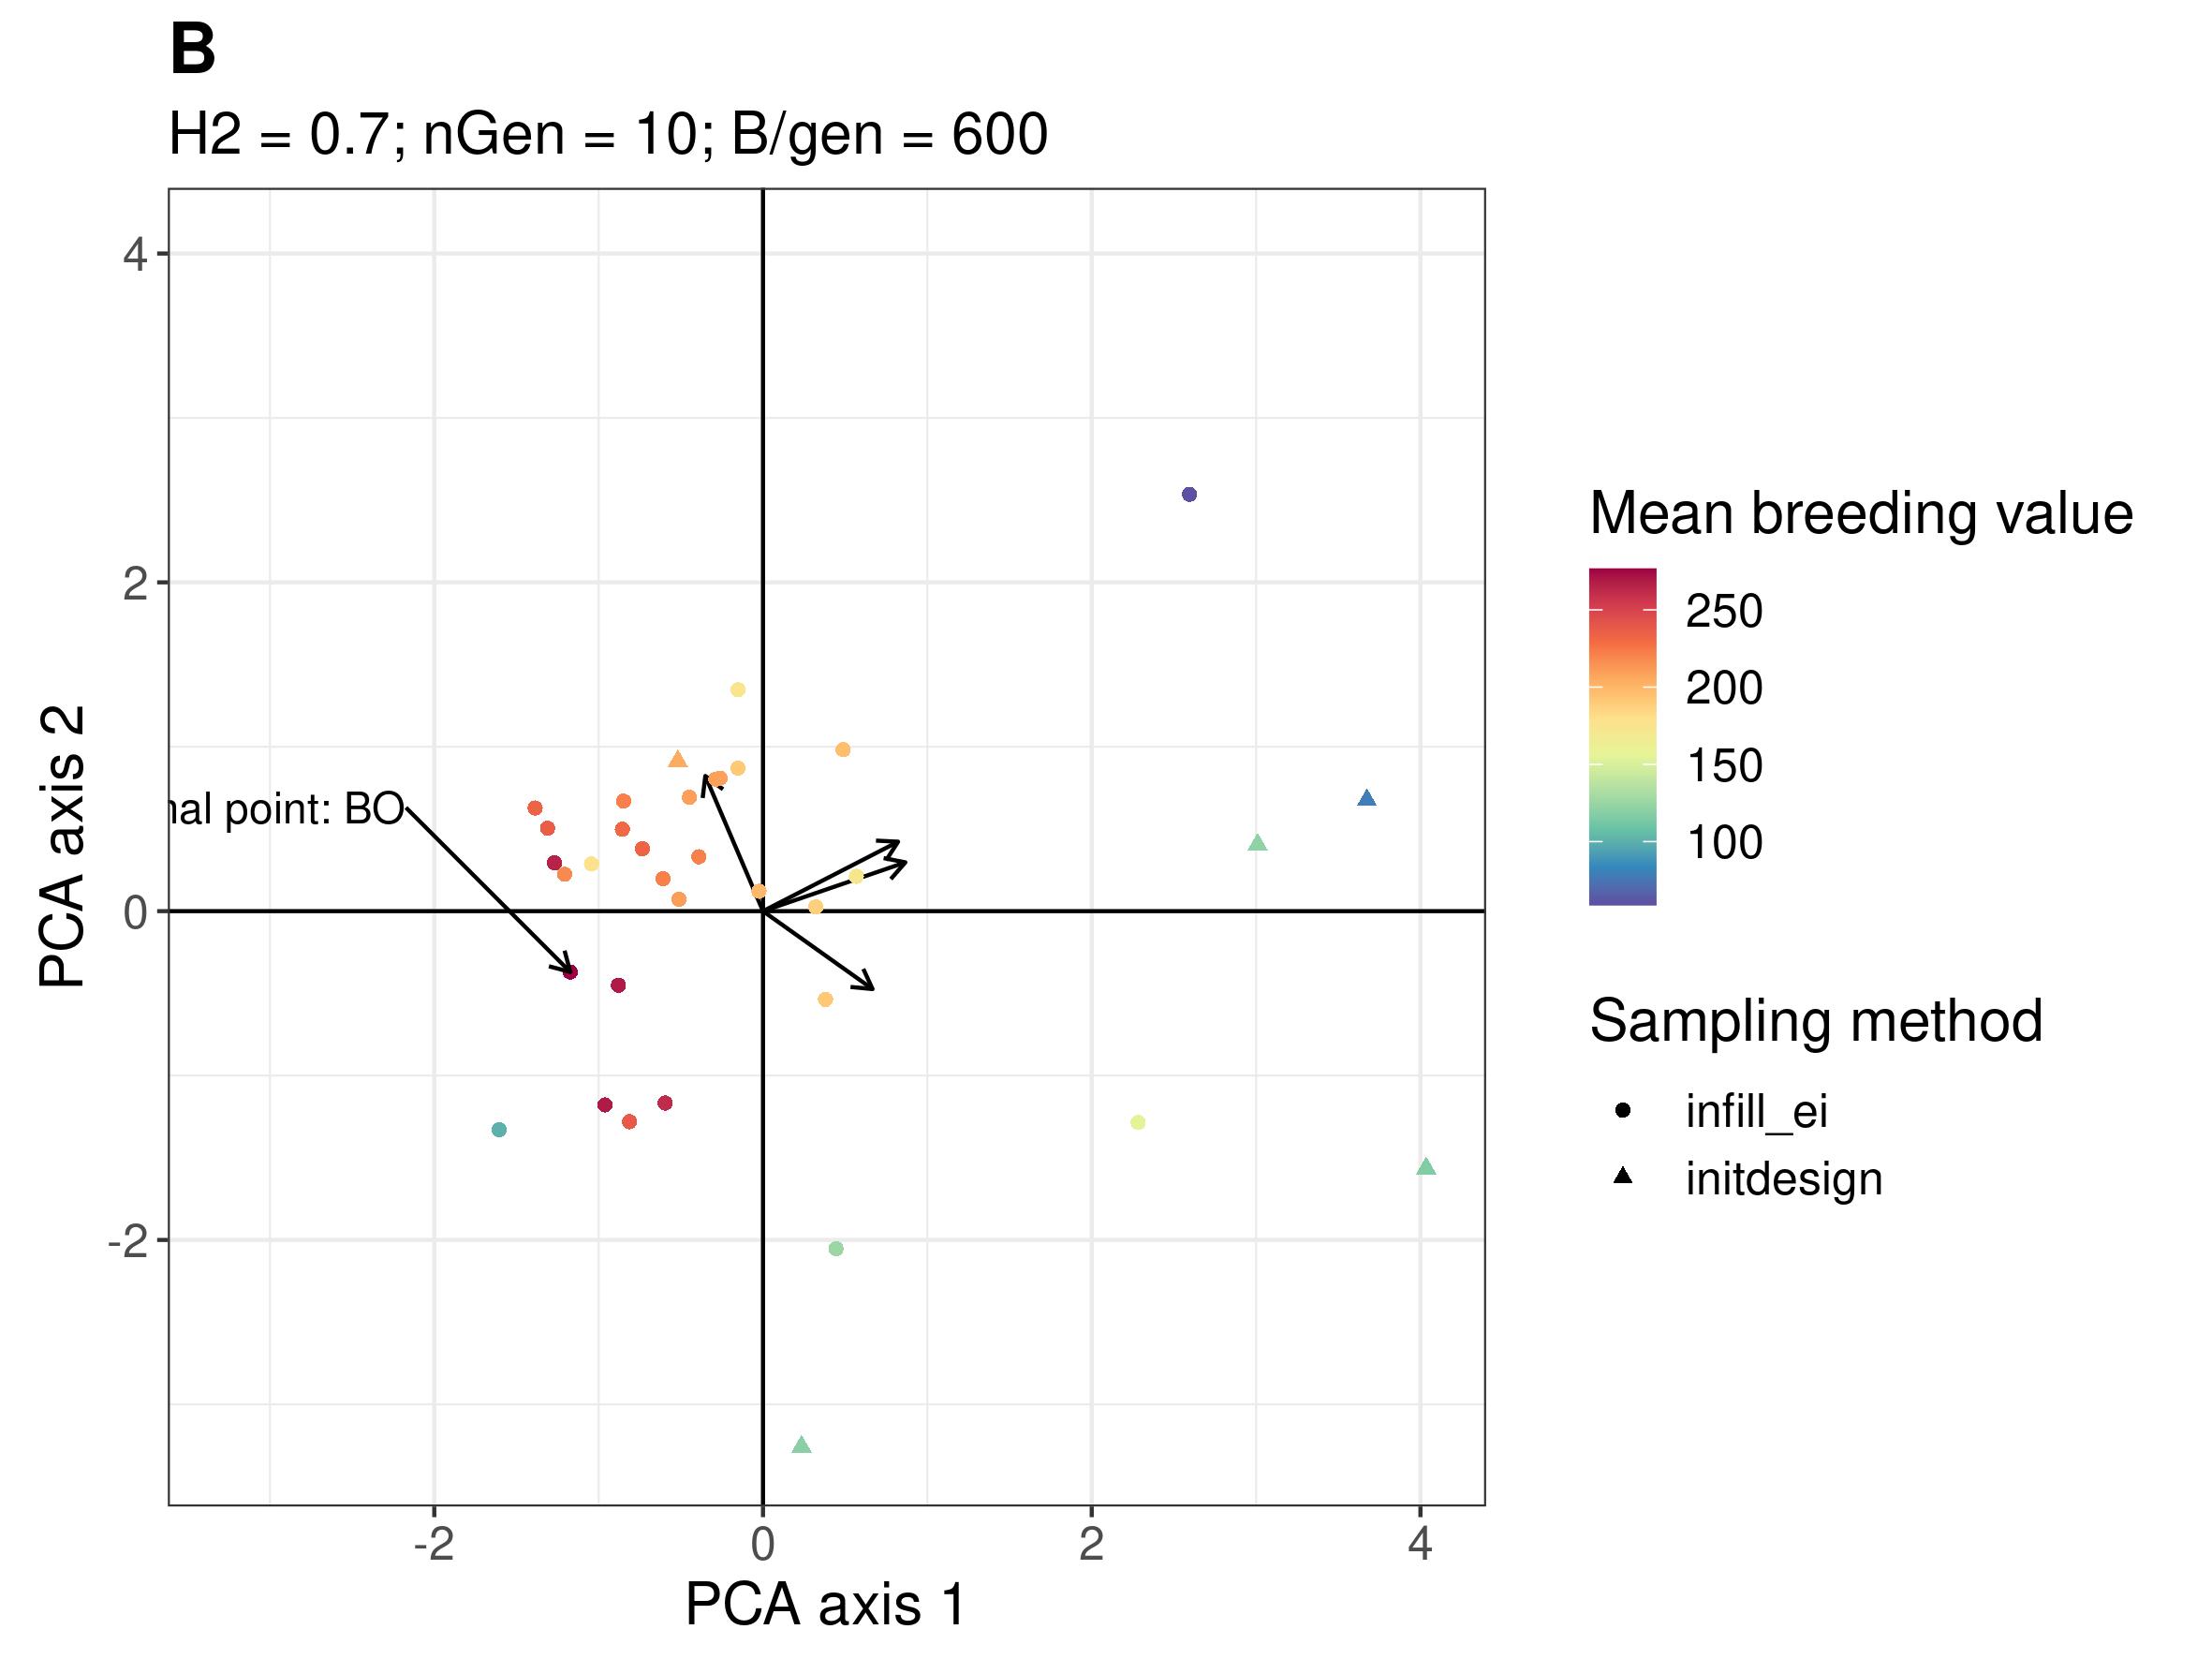 B
H2 = 0.7; nGen = 10; B/gen = 600
PCA axis 2
4
2
0
-2
point: BO
-2
0
2
4
PCA axis 1
Mean breeding value
250
200
150
100
Sampling method
infill_ei
initdesign